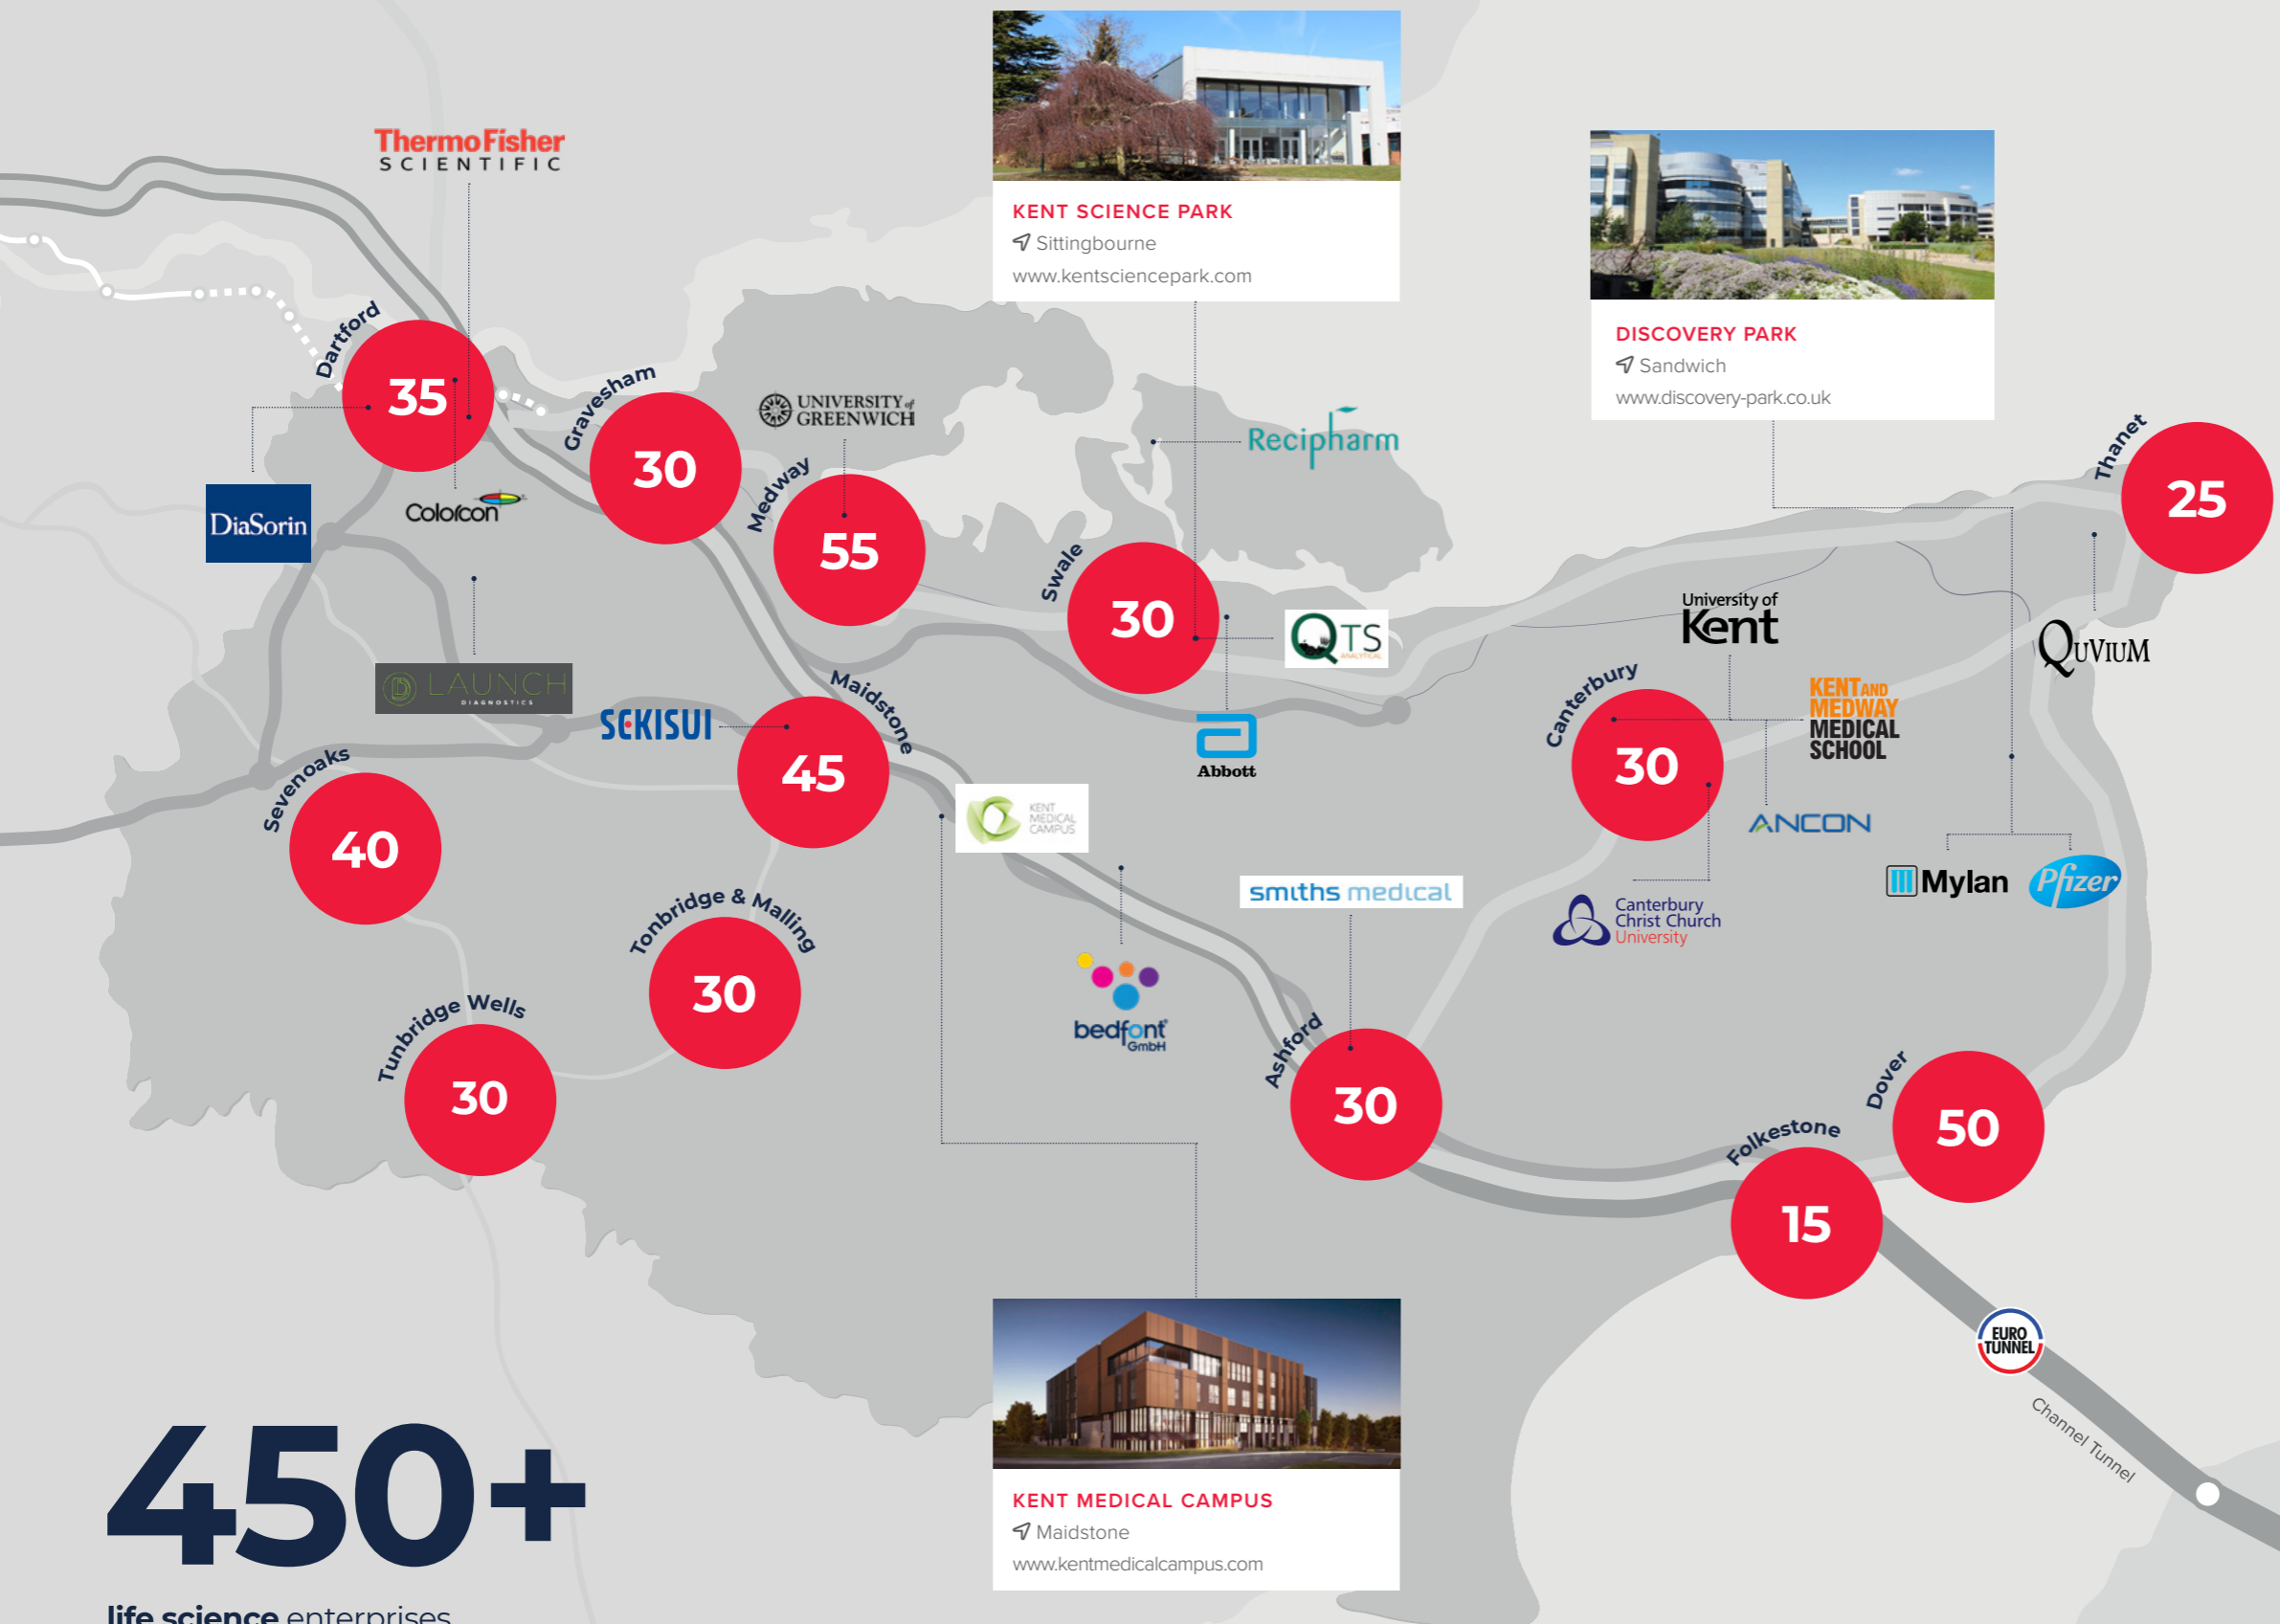 KENT SCIENCE PARK
Sittingbourne
www.kentsciencepark.com
DISCOVERY PARK
Sandwich
www.discovery-park.co.uk
ThermoFisher
SCIENTIFIC
Dartford
35
Gravesham
30
UNIVERSITY of
GREENWICH
Medway
55
Recipharm
Thanet
25
DiaSorin
Colorcon
Swale
30
QTS
ANALYTICAL
University of
Kent
QUVIUM
LAUNCH
DIAGNOSTICS
SEKISUI
Maidstone
45
Abbott
Canterbury
30
KENT AND
MEDWAY
MEDICAL
SCHOOL
ANCON
Sevenoaks
40
KENT
MEDICAL
CAMPUS
smiths medical
Mylan
Pfizer
Canterbury
Christ Church
University
Tonbridge & Malling
30
bedfont
GmbH
Tunbridge Wells
30
Ashford
30
Dover
50
Folkestone
15
EURO
TUNNEL
Channel Tunnel
KENT MEDICAL CAMPUS
Maidstone
www.kentmedicalcampus.com
450+
life science enterprises